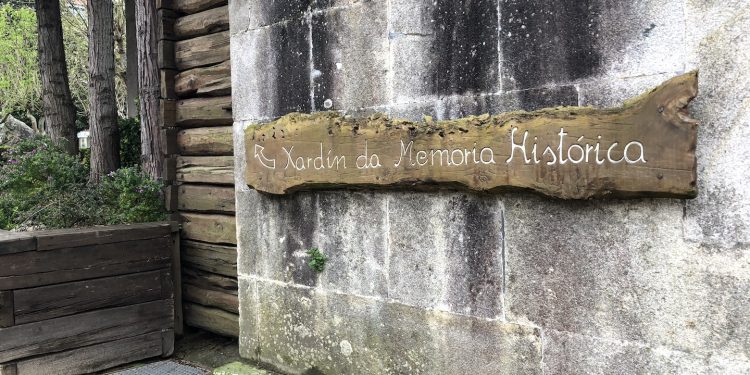 ↖ Xardín da Memoria Histórica